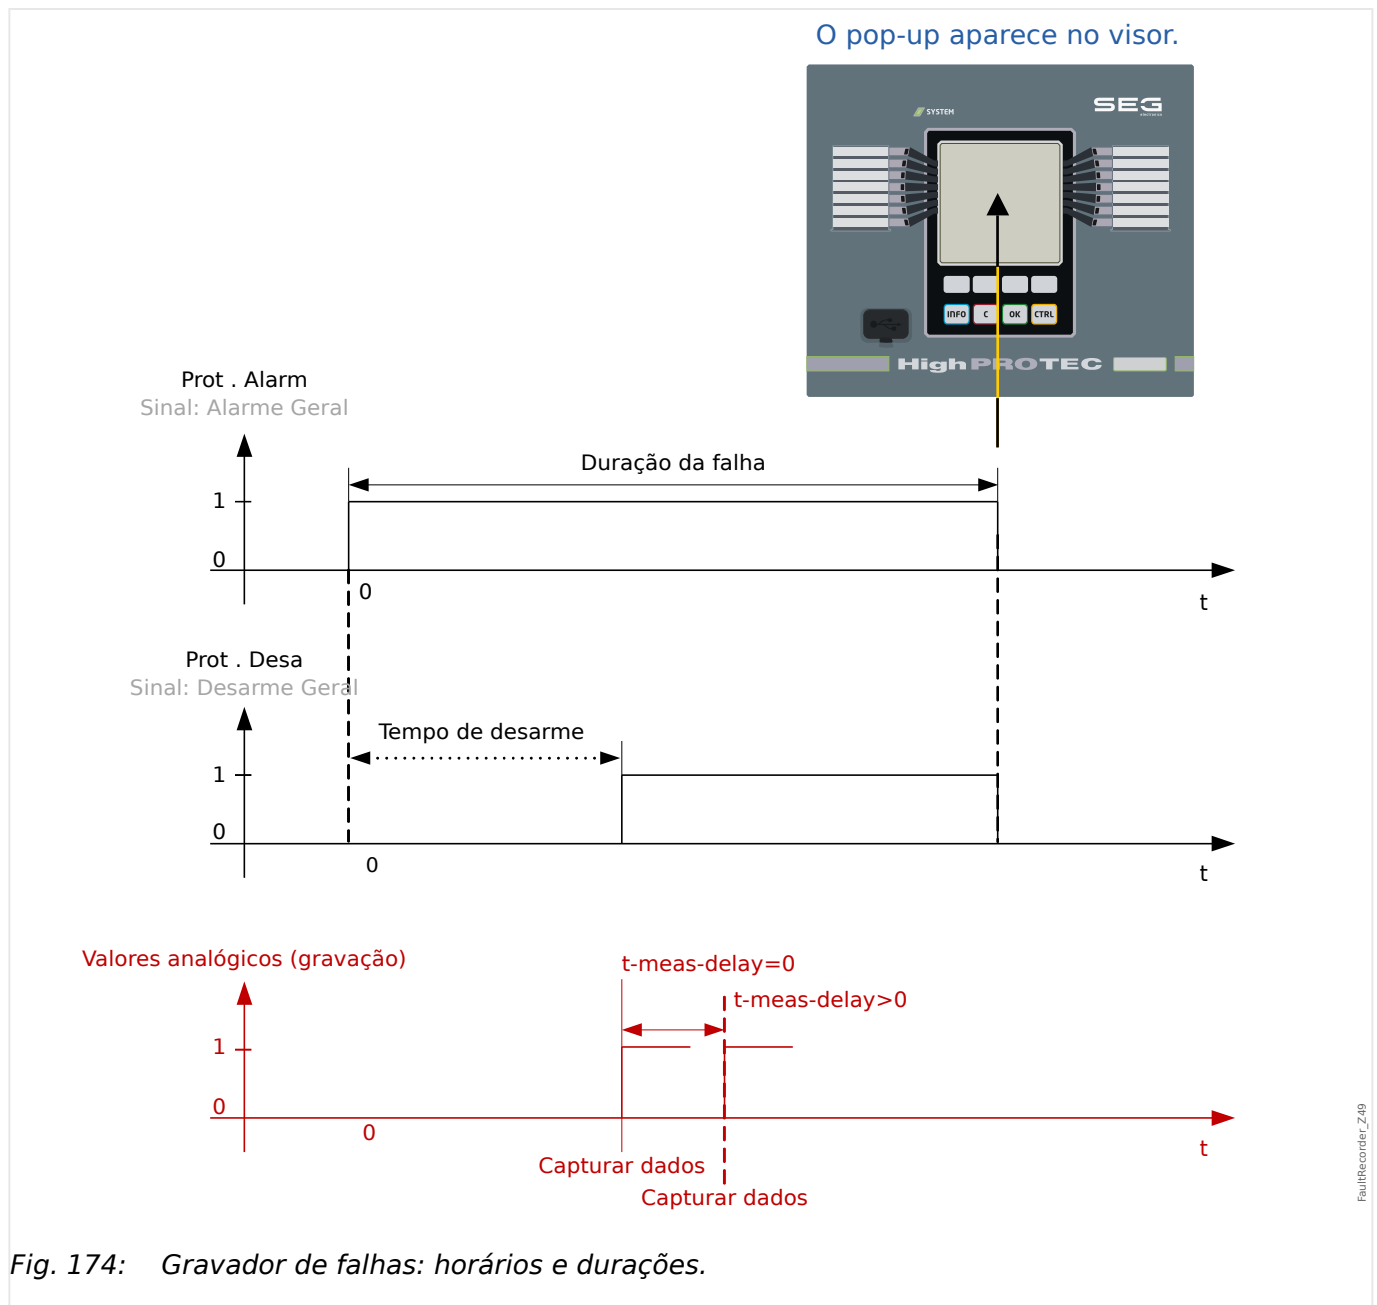 O pop-up aparece no visor.
SYSTEM
SEG
INFO
C
OK
CTRL
HighPROTEC
Prot . Alarm
Sinal: Alarme Geral
Duração da falha
1
0
0
t
Prot . Desa
Sinal: Desarme Geral
Tempo de desarme
1
0
0
t
Valores analógicos (gravação)
t-meas-delay=0
t-meas-delay>0
1
0
0
t
Capturar dados
Capturar dados
FaultRecorder_Z49
Fig. 174: Gravador de falhas: horários e durações.